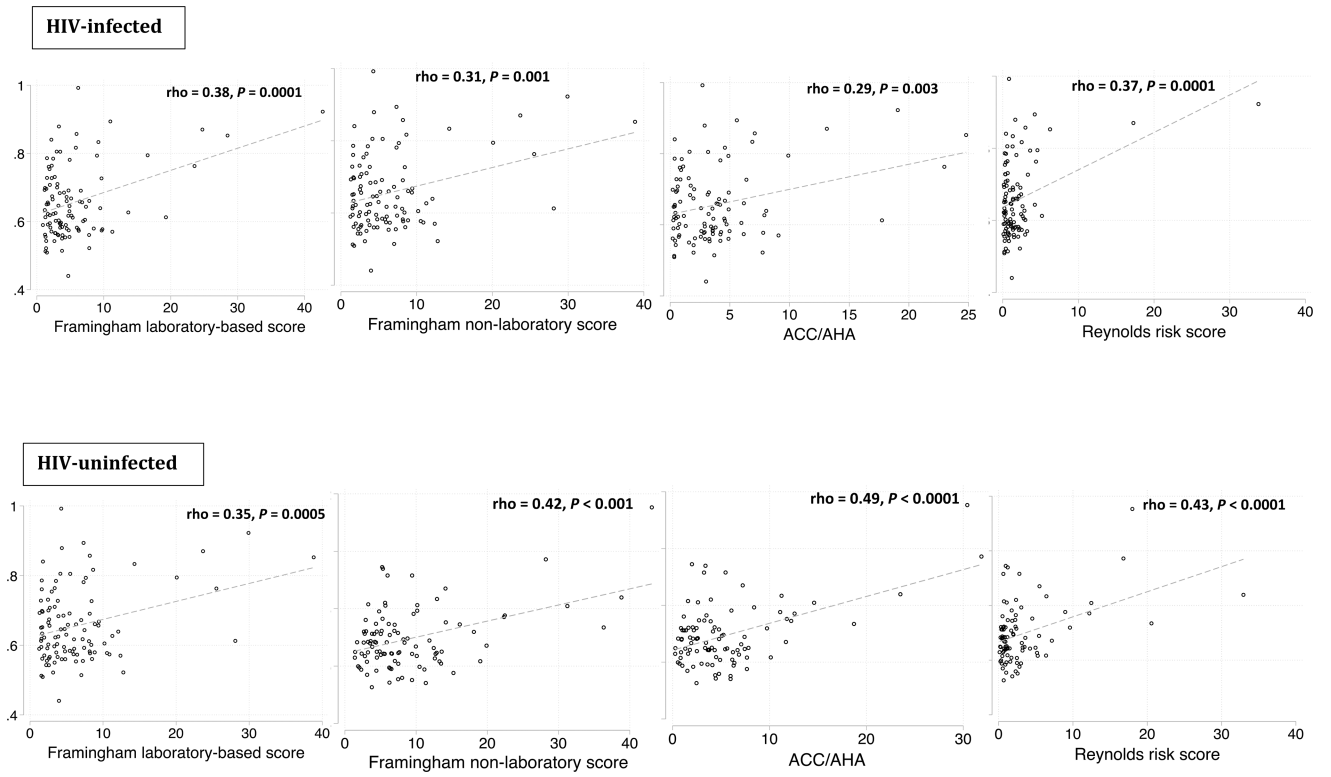 HIV-infected
rho = 0.38, P = 0.0001
1
.8
.6
.4
0 10 20 30 40
Framingham laboratory-based score
rho = 0.31, P = 0.001
0 10 20 30 40
Framingham non-laboratory score
rho = 0.29, P = 0.003
0 5 10 15 20 25
ACC/AHA
rho = 0.37, P = 0.0001
0 10 20 30 40
Reynolds risk score
HIV-uninfected
rho = 0.35, P = 0.0005
1
.8
.6
.4
0 10 20 30 40
Framingham laboratory-based score
rho = 0.42, P < 0.001
0 10 20 30 40
Framingham non-laboratory score
rho = 0.49, P < 0.0001
0 10 20 30
ACC/AHA
rho = 0.43, P < 0.0001
0 10 20 30 40
Reynolds risk score